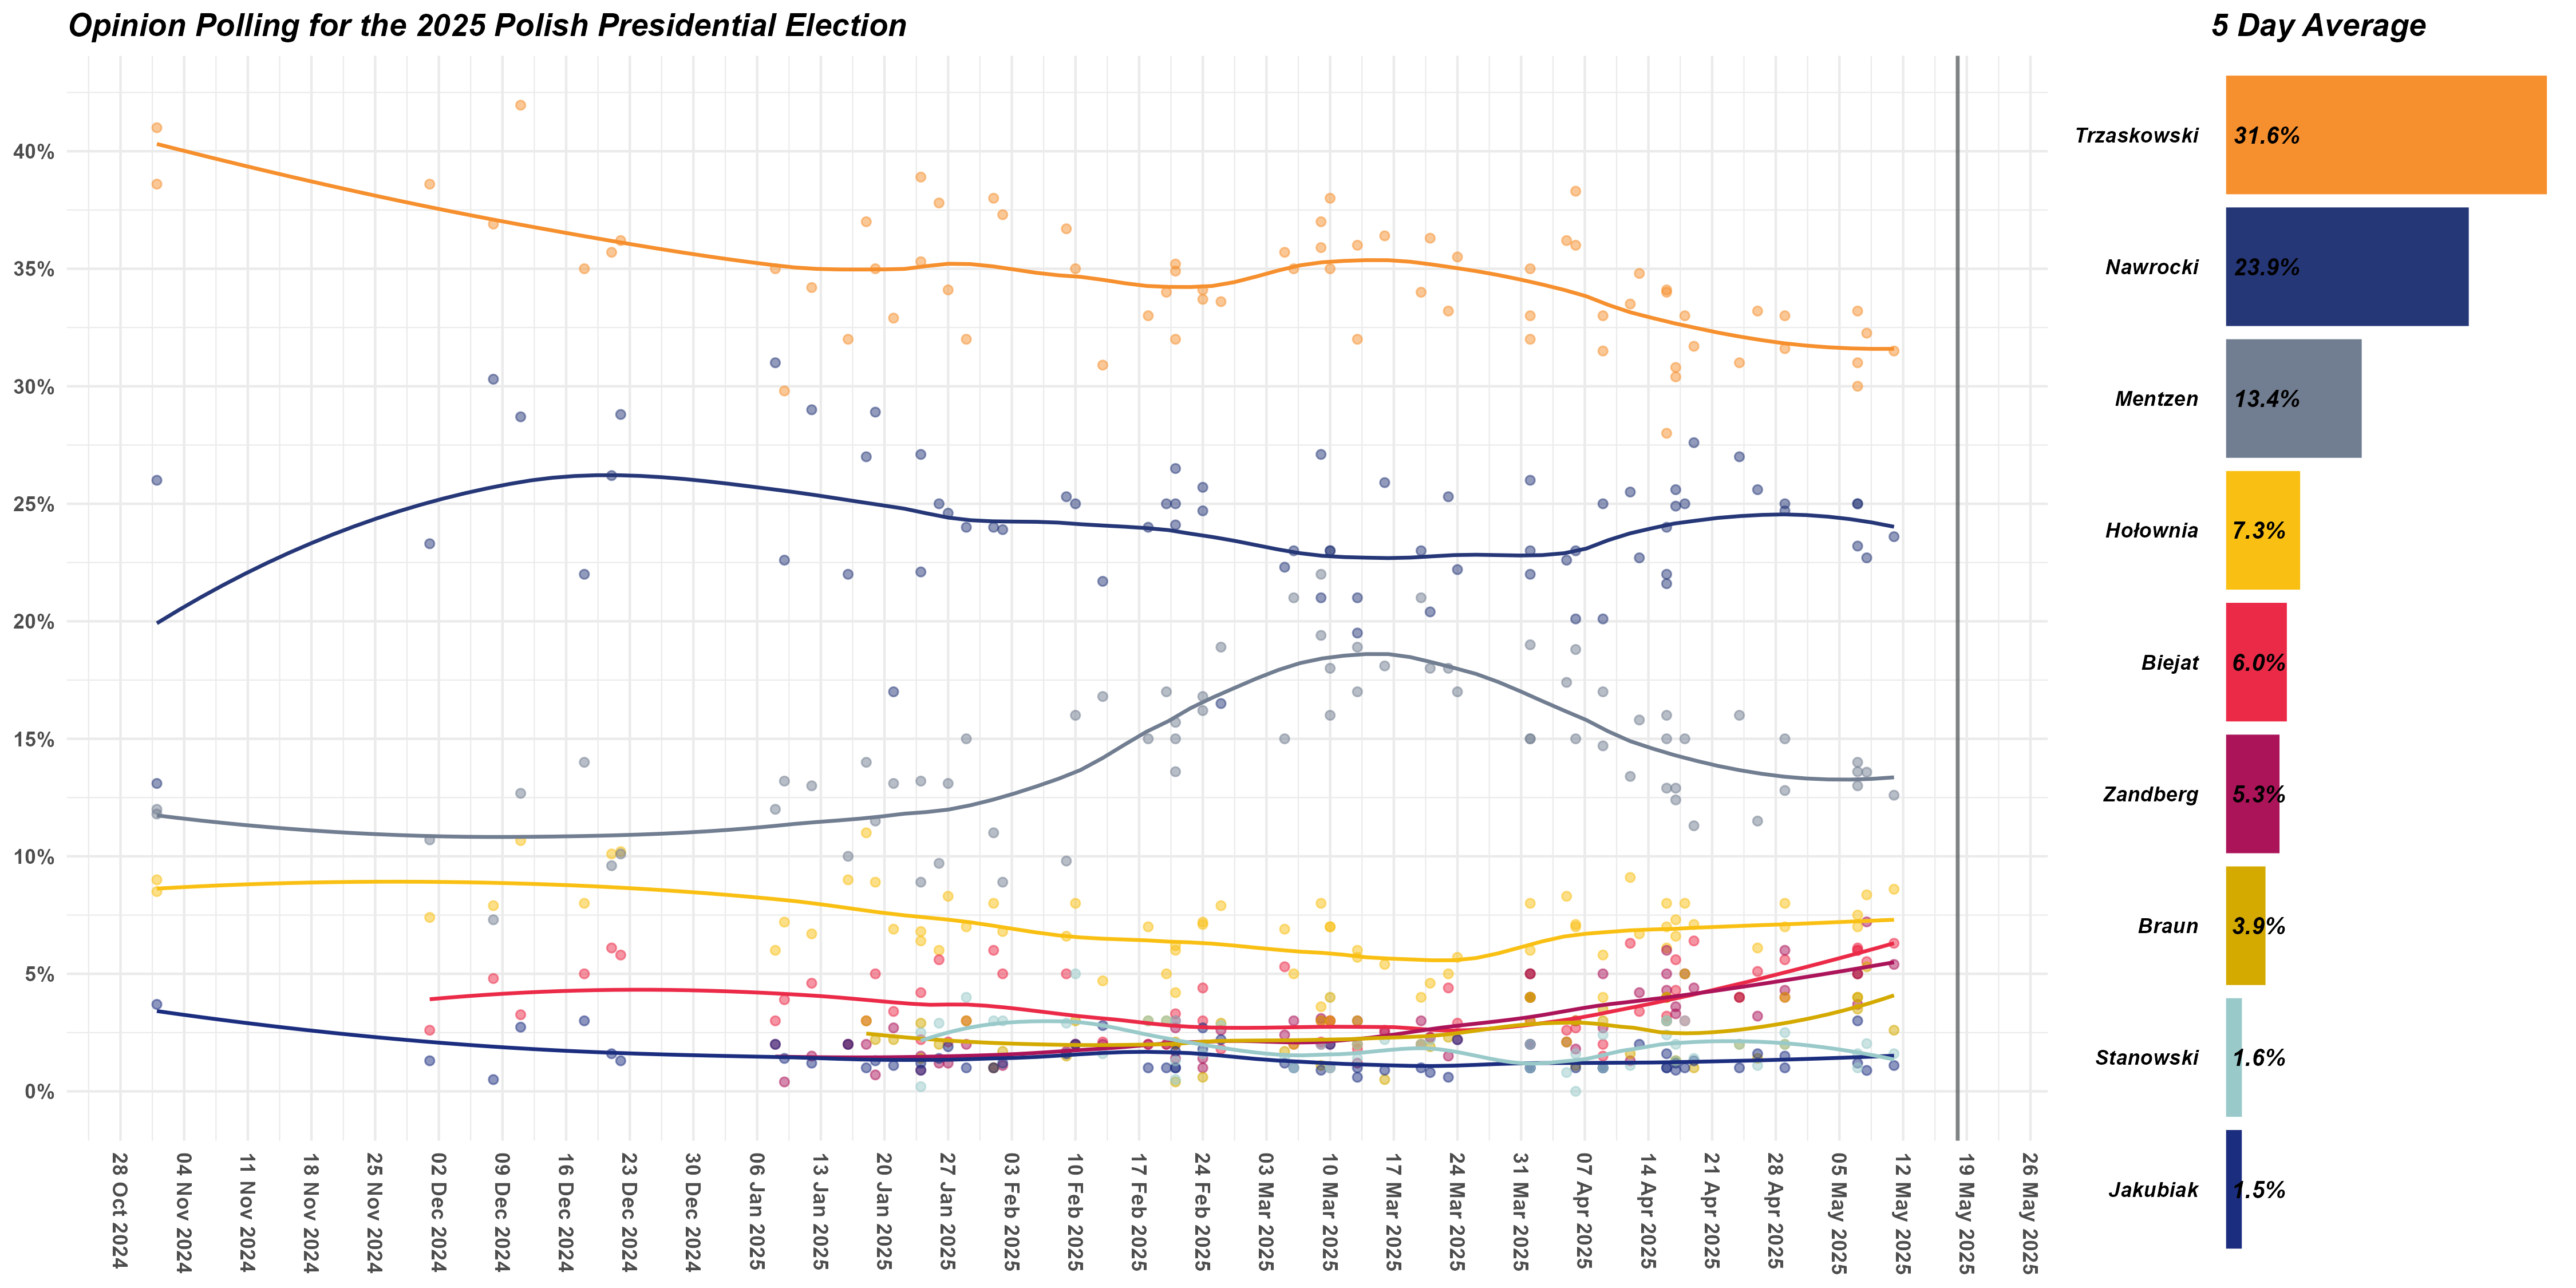 Opinion Polling for the 2025 Polish Presidential Election
40%
35%
30%
25%
20%
15%
10%
5%
0%
28 Oct 2024
04 Nov 2024
11 Nov 2024
18 Nov 2024
25 Nov 2024
02 Dec 2024
09 Dec 2024
16 Dec 2024
23 Dec 2024
30 Dec 2024
06 Jan 2025
13 Jan 2025
20 Jan 2025
27 Jan 2025
03 Feb 2025
10 Feb 2025
17 Feb 2025
24 Feb 2025
03 Mar 2025
10 Mar 2025
17 Mar 2025
24 Mar 2025
31 Mar 2025
07 Apr 2025
14 Apr 2025
21 Apr 2025
28 Apr 2025
05 May 2025
12 May 2025
19 May 2025
26 May 2025
5 Day Average
Trzaskowski 31.6%
Nawrocki 23.9%
Mentzen 13.4%
Hołownia 7.3%
Biejat 6.0%
Zandberg 5.3%
Braun 3.9%
Stanowski 1.6%
Jakubiak 1.5%